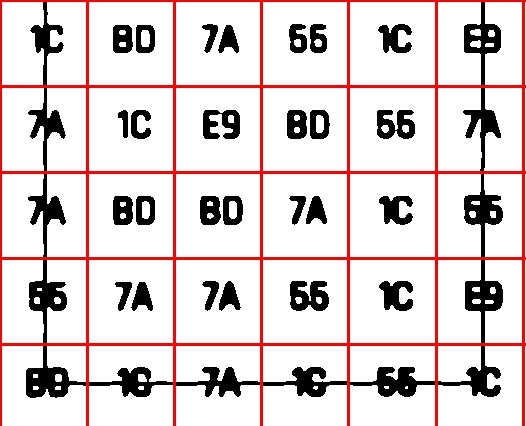 1C BD 7A 55 1C E9
7A 1C E9 BD 55 7A
7A BD BD 7A 1C 55
55 7A 7A 55 1C E9
BD 1C 7A 1C 55 1C